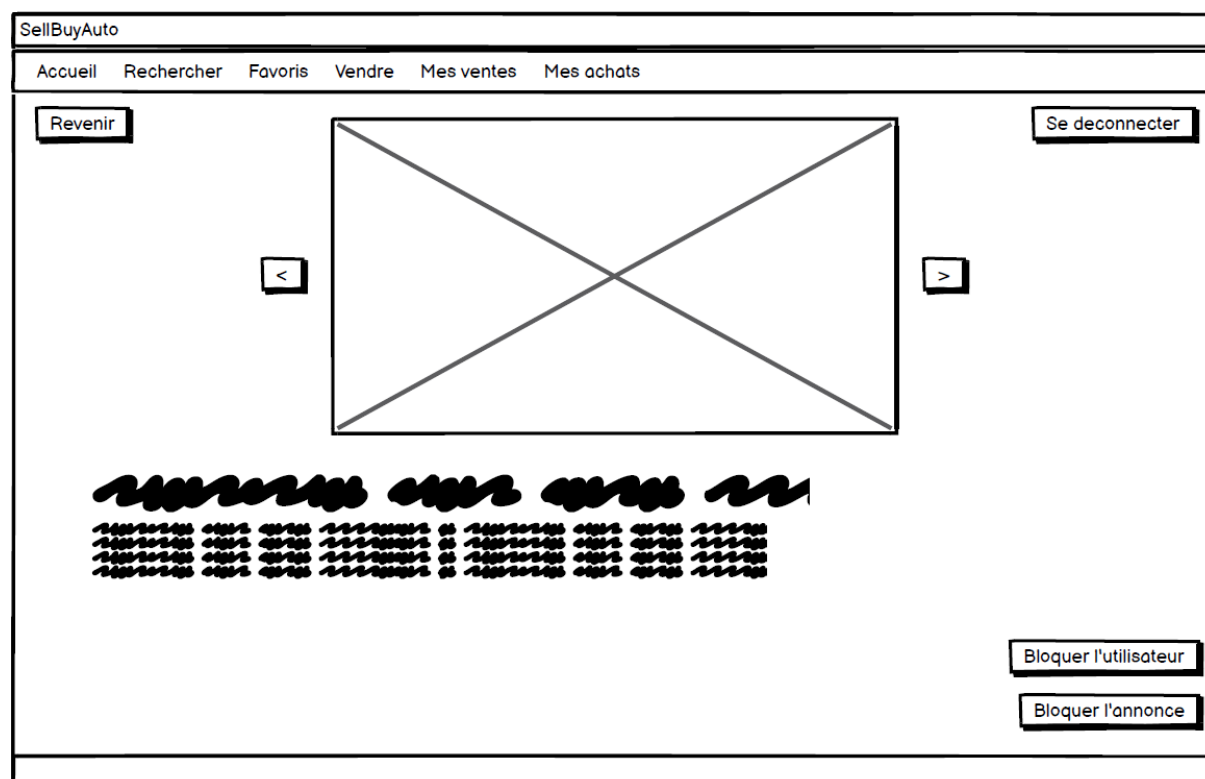 SellBuyAuto
Accueil Rechercher Favoris Vendre Mes ventes Mes achats
Revenir
Se deconnecter
<
>
Bloquer l'utilisateur
Bloquer l'annonce